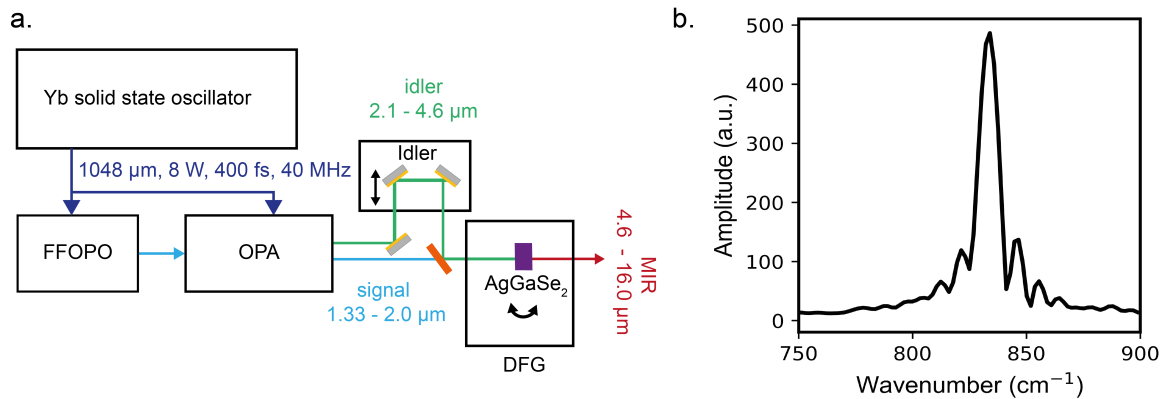 a.
Yb solid state oscillator
1048 µm, 8 W, 400 fs, 40 MHz
FFOPO
OPA
idler
2.1 - 4.6 µm
Idler
signal
1.33 - 2.0 µm
AgGaSe₂
DFG
MIR
4.6 - 16.0 µm
b.
Amplitude (a.u.)
500
400
300
200
100
0
750
800
850
900
Wavenumber (cm⁻¹)